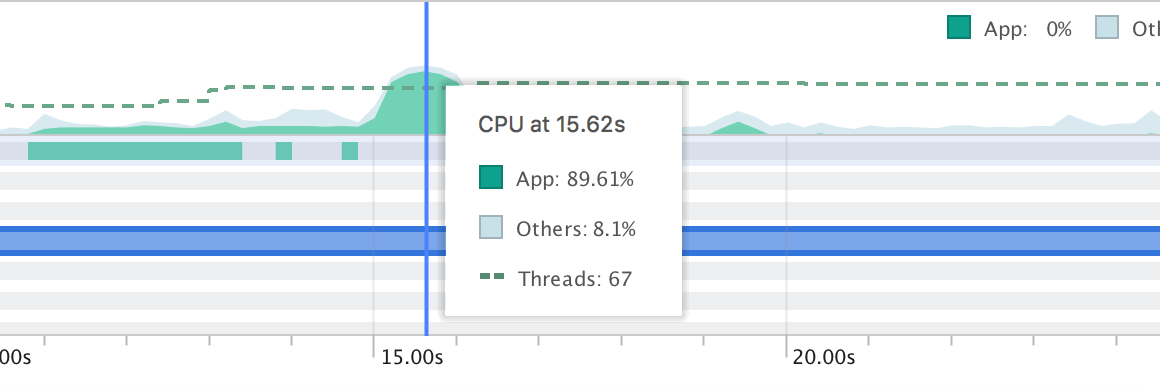 App: 0%
CPU at 15.62s
App: 89.61%
Others: 8.1%
Threads: 67
00s
15.00s
20.00s